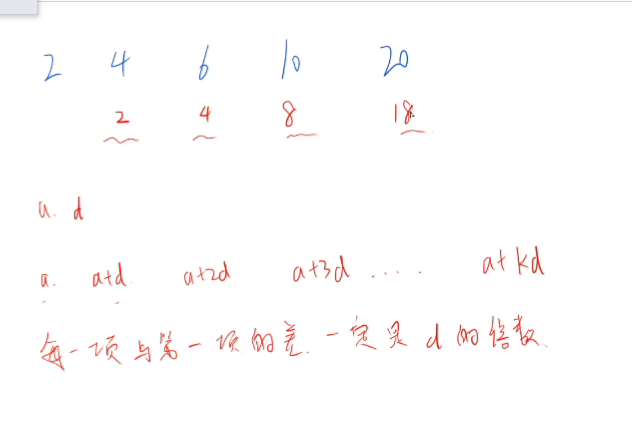 2 4 6 10 20
2 4 8 18
a. d
a. a+d. a+2d a+3d .... a+kd
每一项与第一项的差.一定是 d 的倍数.